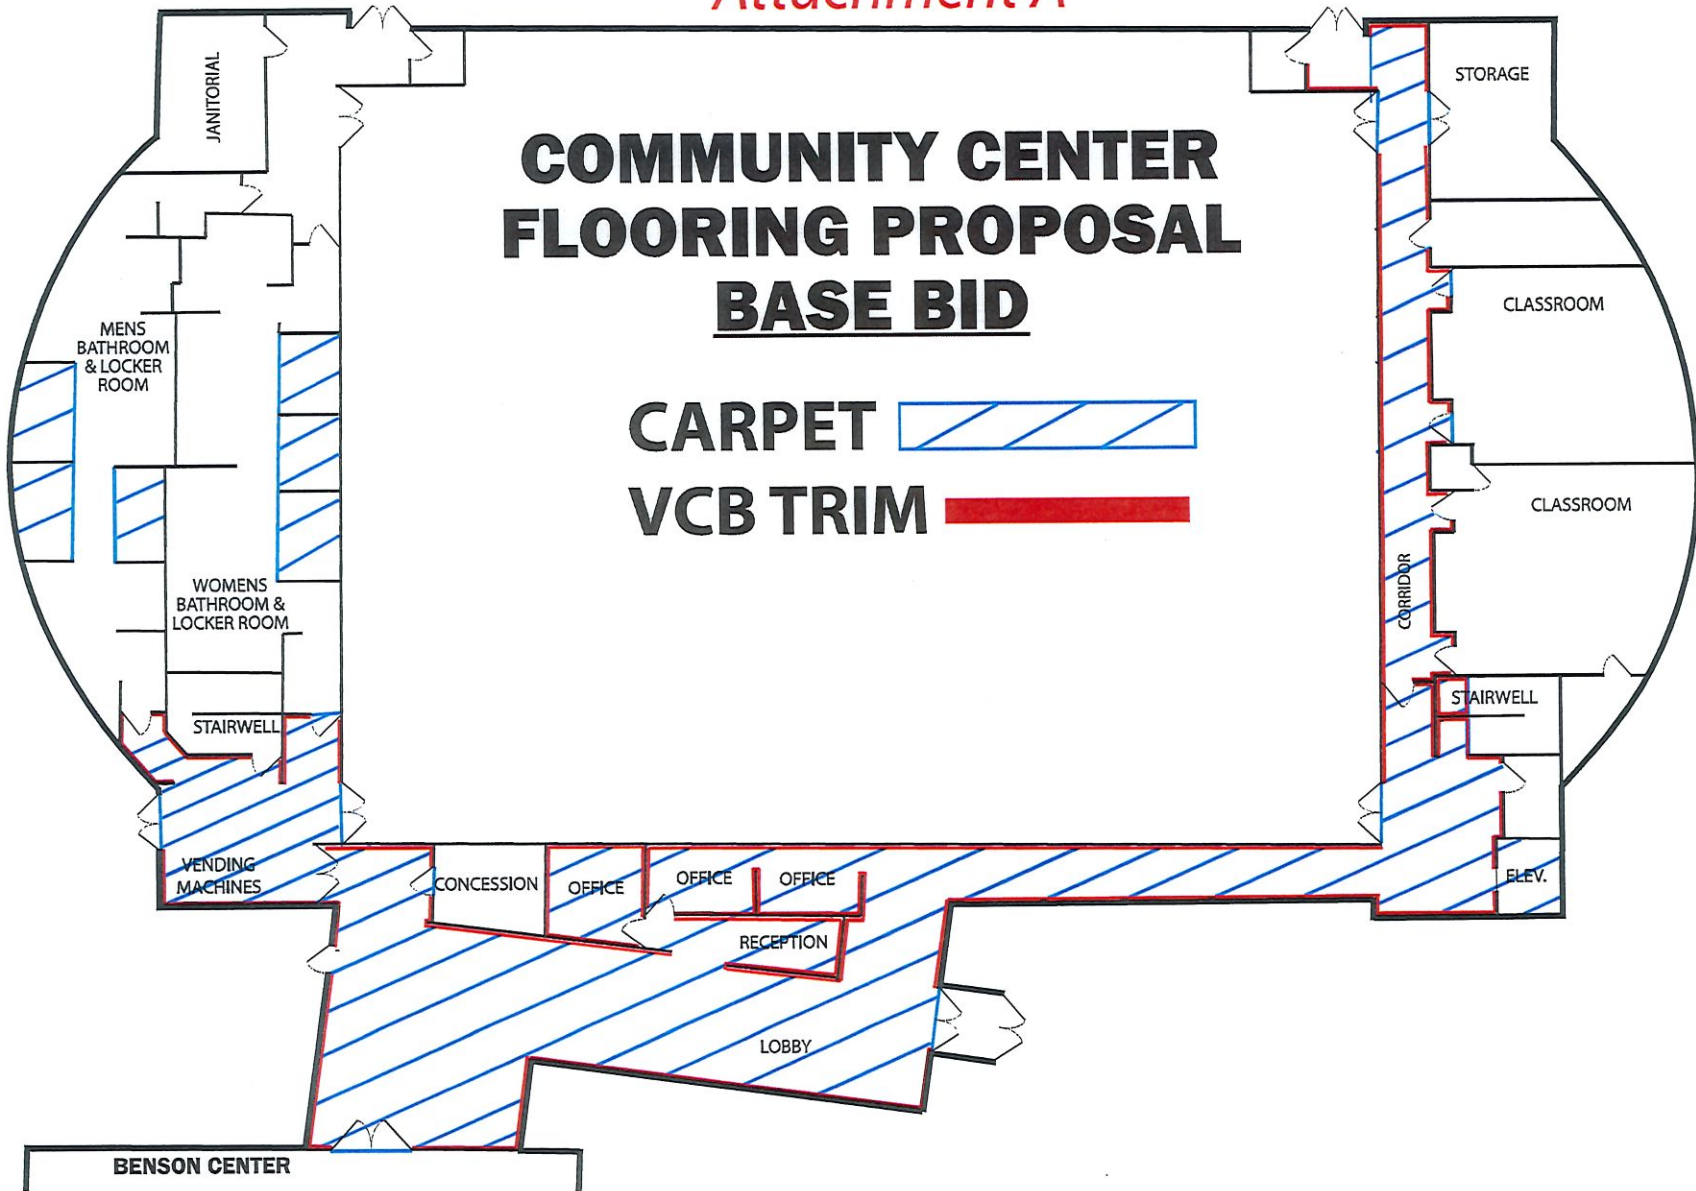 Attachment A
JANITORIAL
STORAGE
COMMUNITY CENTER
FLOORING PROPOSAL
BASE BID
CLASSROOM
MENS
BATHROOM
& LOCKER
ROOM
CARPET
VCB TRIM
CLASSROOM
CORRIDOR
WOMENS
BATHROOM &
LOCKER ROOM
STAIRWELL
STAIRWELL
VENDING
MACHINES
CONCESSION
OFFICE
OFFICE
OFFICE
ELEV.
RECEPTION
LOBBY
BENSON CENTER